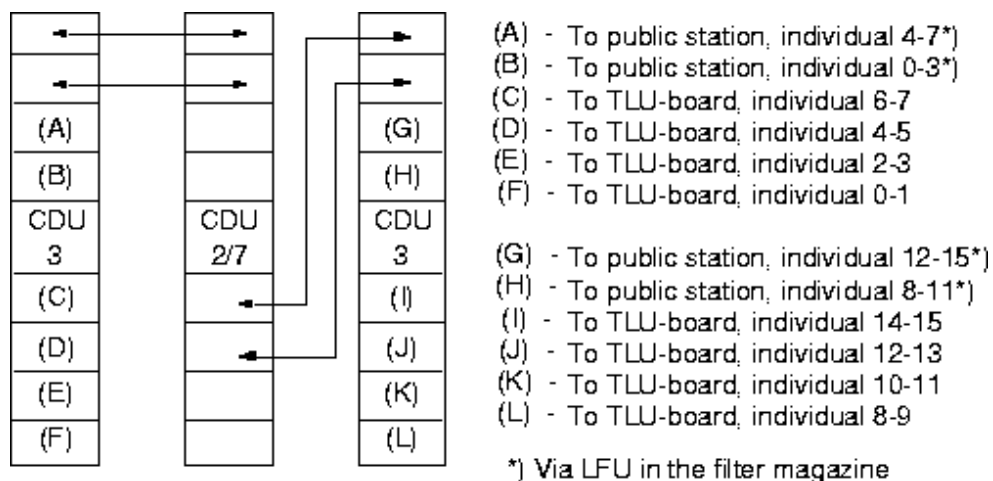 (A) - To public station, individual 4-7*)
(B) - To public station, individual 0-3*)
(C) - To TLU-board, individual 6-7
(D) - To TLU-board, individual 4-5
(E) - To TLU-board, individual 2-3
(F) - To TLU-board, individual 0-1
(G) - To public station, individual 12-15*)
(H) - To public station, individual 8-11*)
(I) - To TLU-board, individual 14-15
(J) - To TLU-board, individual 12-13
(K) - To TLU-board, individual 10-11
(L) - To TLU-board, individual 8-9
*) Via LFU in the filter magazine
(A)
(B)
CDU
3
(C)
(D)
(E)
(F)
CDU
2/7
(G)
(H)
CDU
3
(I)
(J)
(K)
(L)